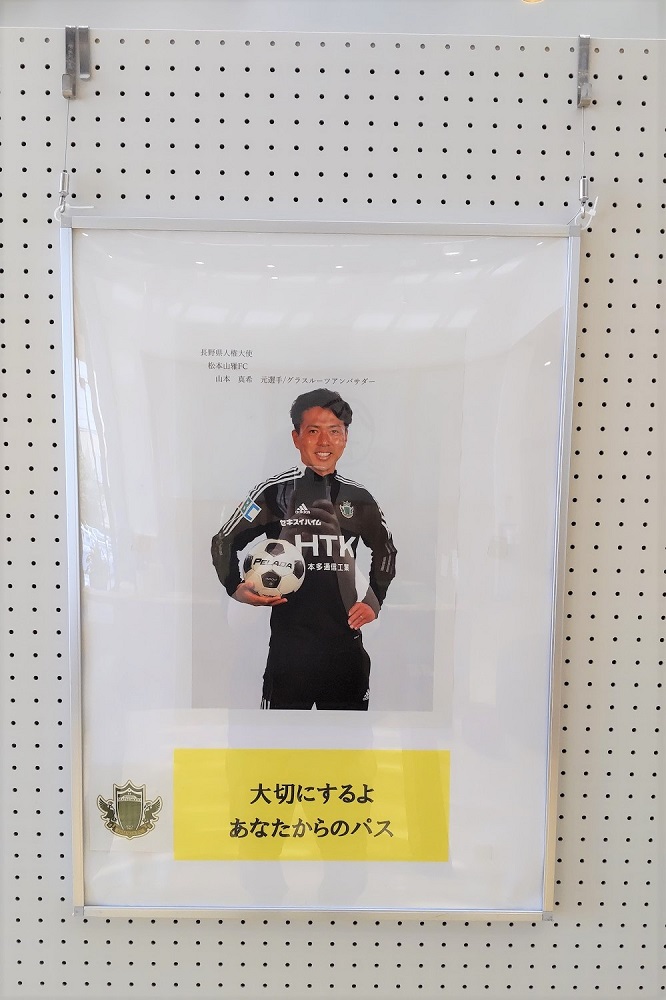 長野県人権大使
松本山雅FC
山本 真希 元選手/グラスルーツアンバサダー
adidas
セキスイハイム
HTK
本多通信工業
PELADA
大切にするよ
あなたからのパス